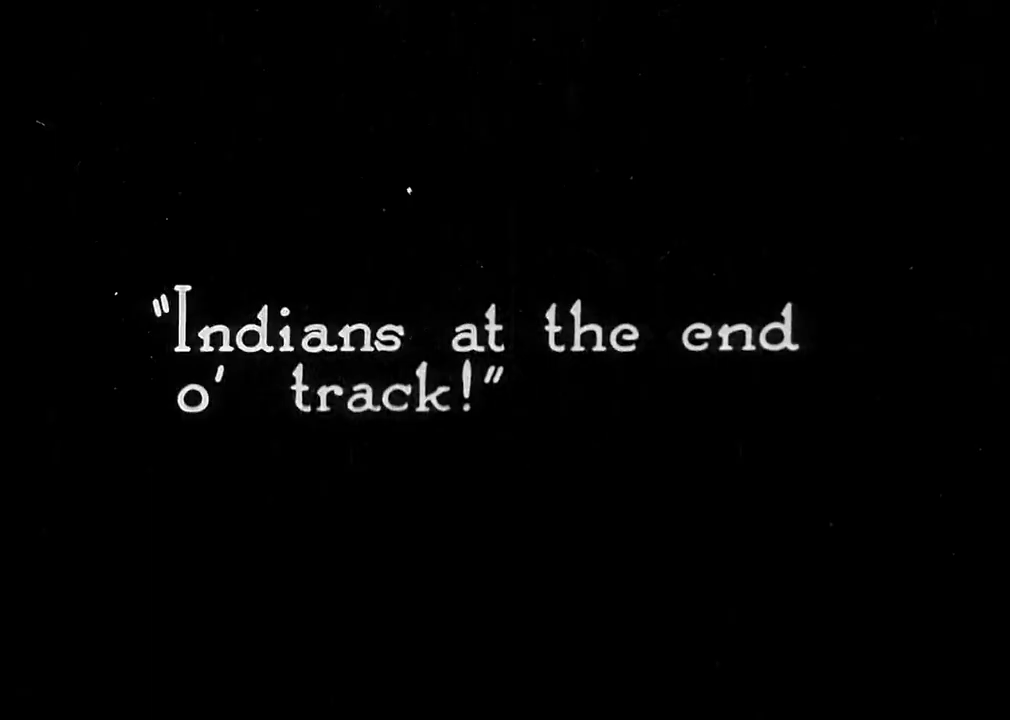 "Indians at the end
o' track!"